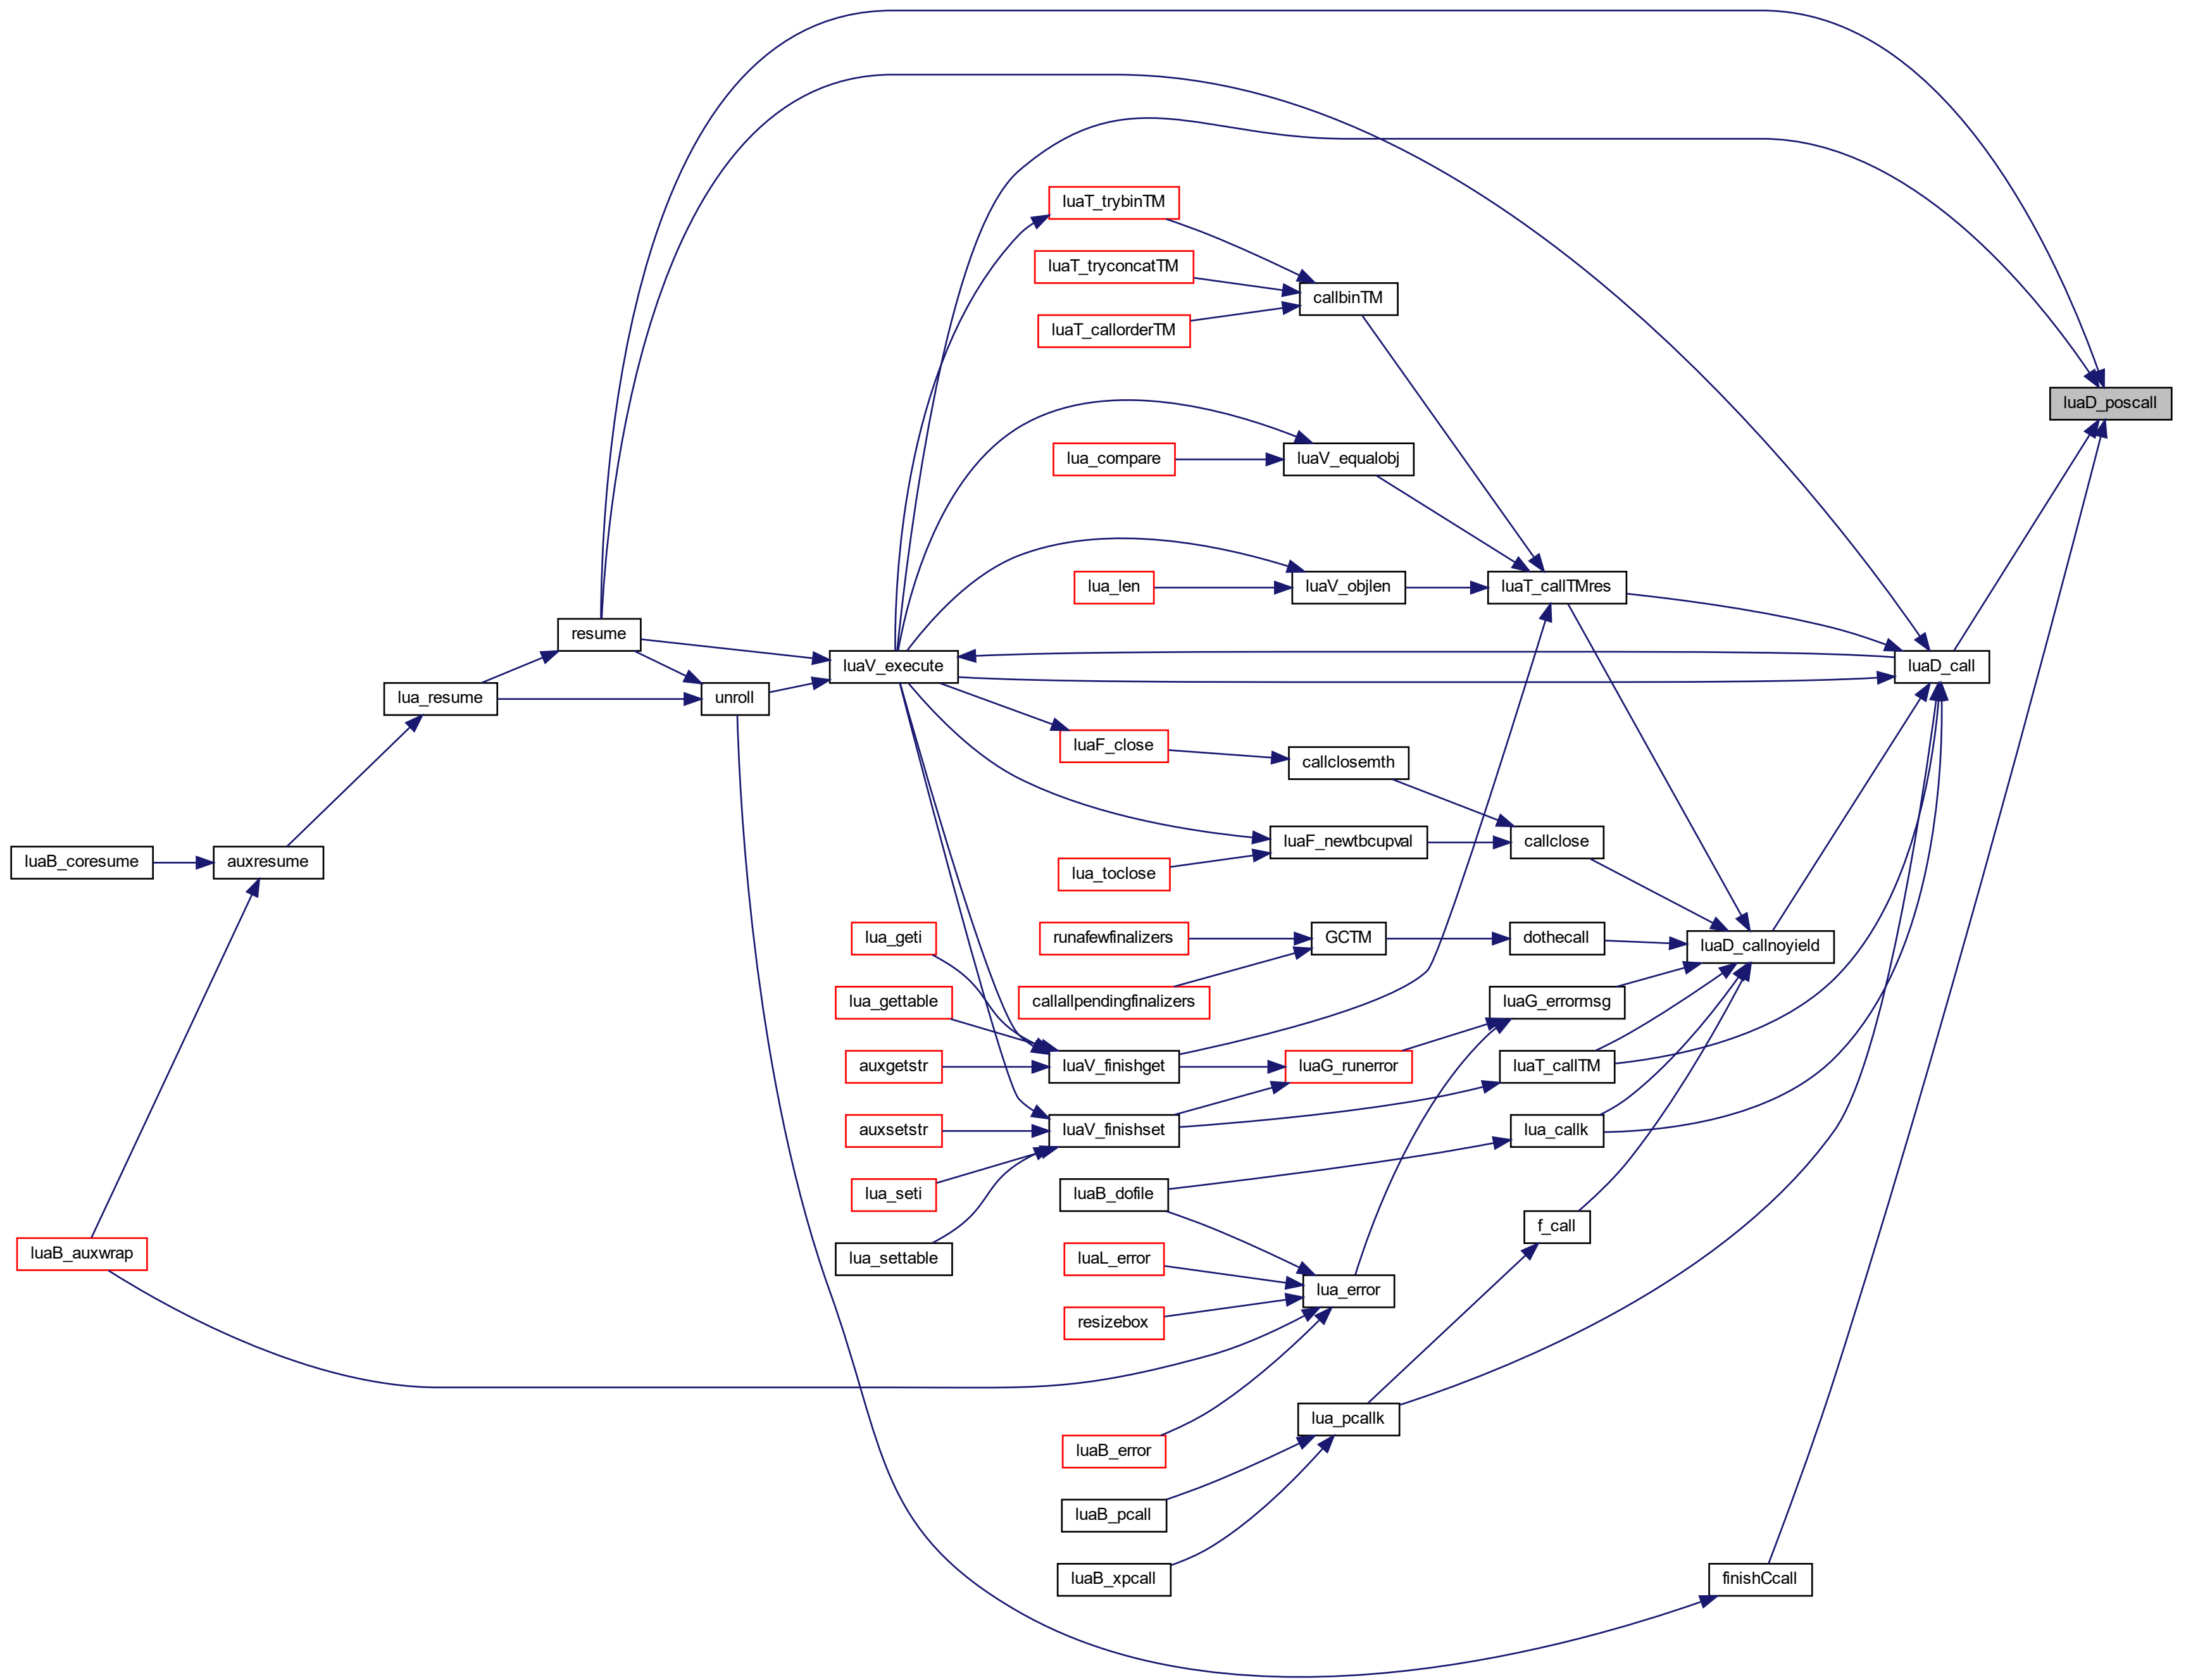 luaT_trybinTM
luaT_tryconcatTM
callbinTM
luaT_callorderTM
luaD_poscall
lua_compare
luaV_equalobj
lua_len
luaV_objlen
luaT_callTMres
resume
luaV_execute
luaD_call
lua_resume
unroll
luaF_close
callclosemth
luaB_coresume
auxresume
luaF_newtbcupval
callclose
lua_toclose
lua_geti
runafewfinalizers
GCTM
dothecall
luaD_callnoyield
lua_gettable
callallpendingfinalizers
luaG_errormsg
auxgetstr
luaV_finishget
luaG_runerror
luaT_callTM
auxsetstr
luaV_finishset
lua_callk
lua_seti
luaB_dofile
f_call
luaB_auxwrap
lua_settable
luaL_error
lua_error
resizebox
lua_pcallk
luaB_error
luaB_pcall
luaB_xpcall
finishCcall